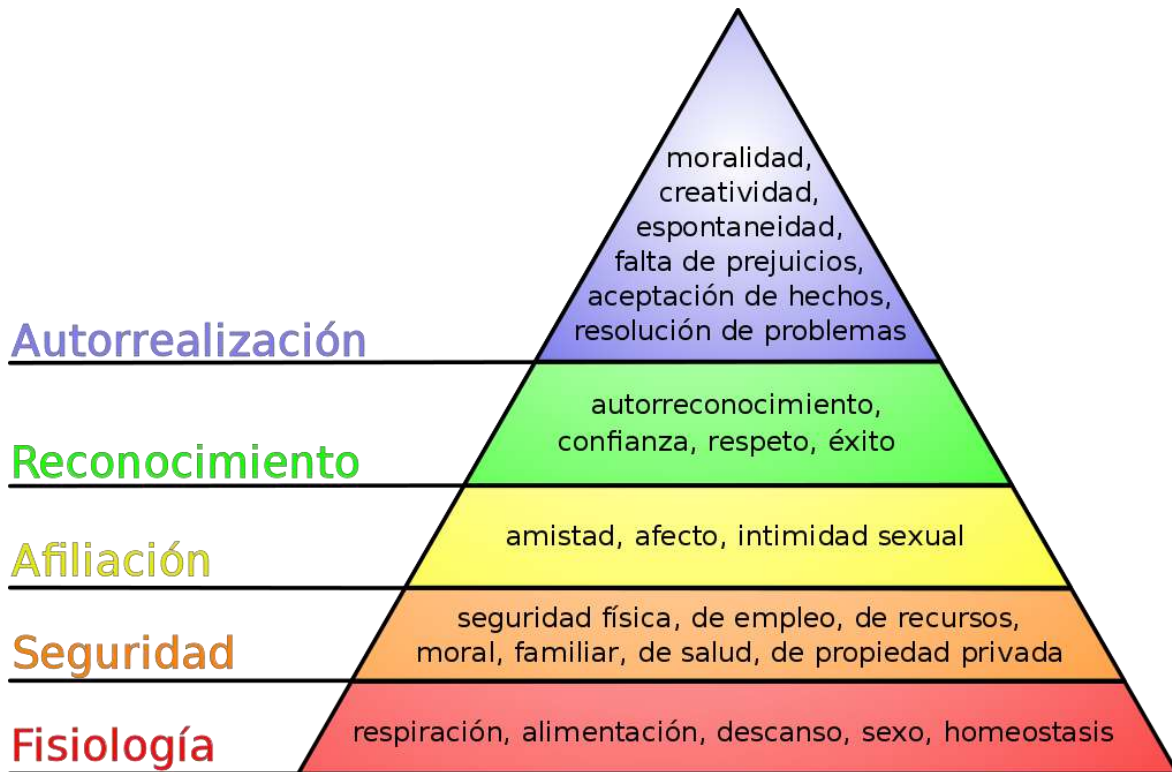 moralidad,
creatividad,
espontaneidad,
falta de prejuicios,
aceptación de hechos,
resolución de problemas
Autorrealización
autorreconocimiento,
confianza, respeto, éxito
Reconocimiento
amistad, afecto, intimidad sexual
Afiliación
seguridad física, de empleo, de recursos,
moral, familiar, de salud, de propiedad privada
Seguridad
respiración, alimentación, descanso, sexo, homeostasis
Fisiología